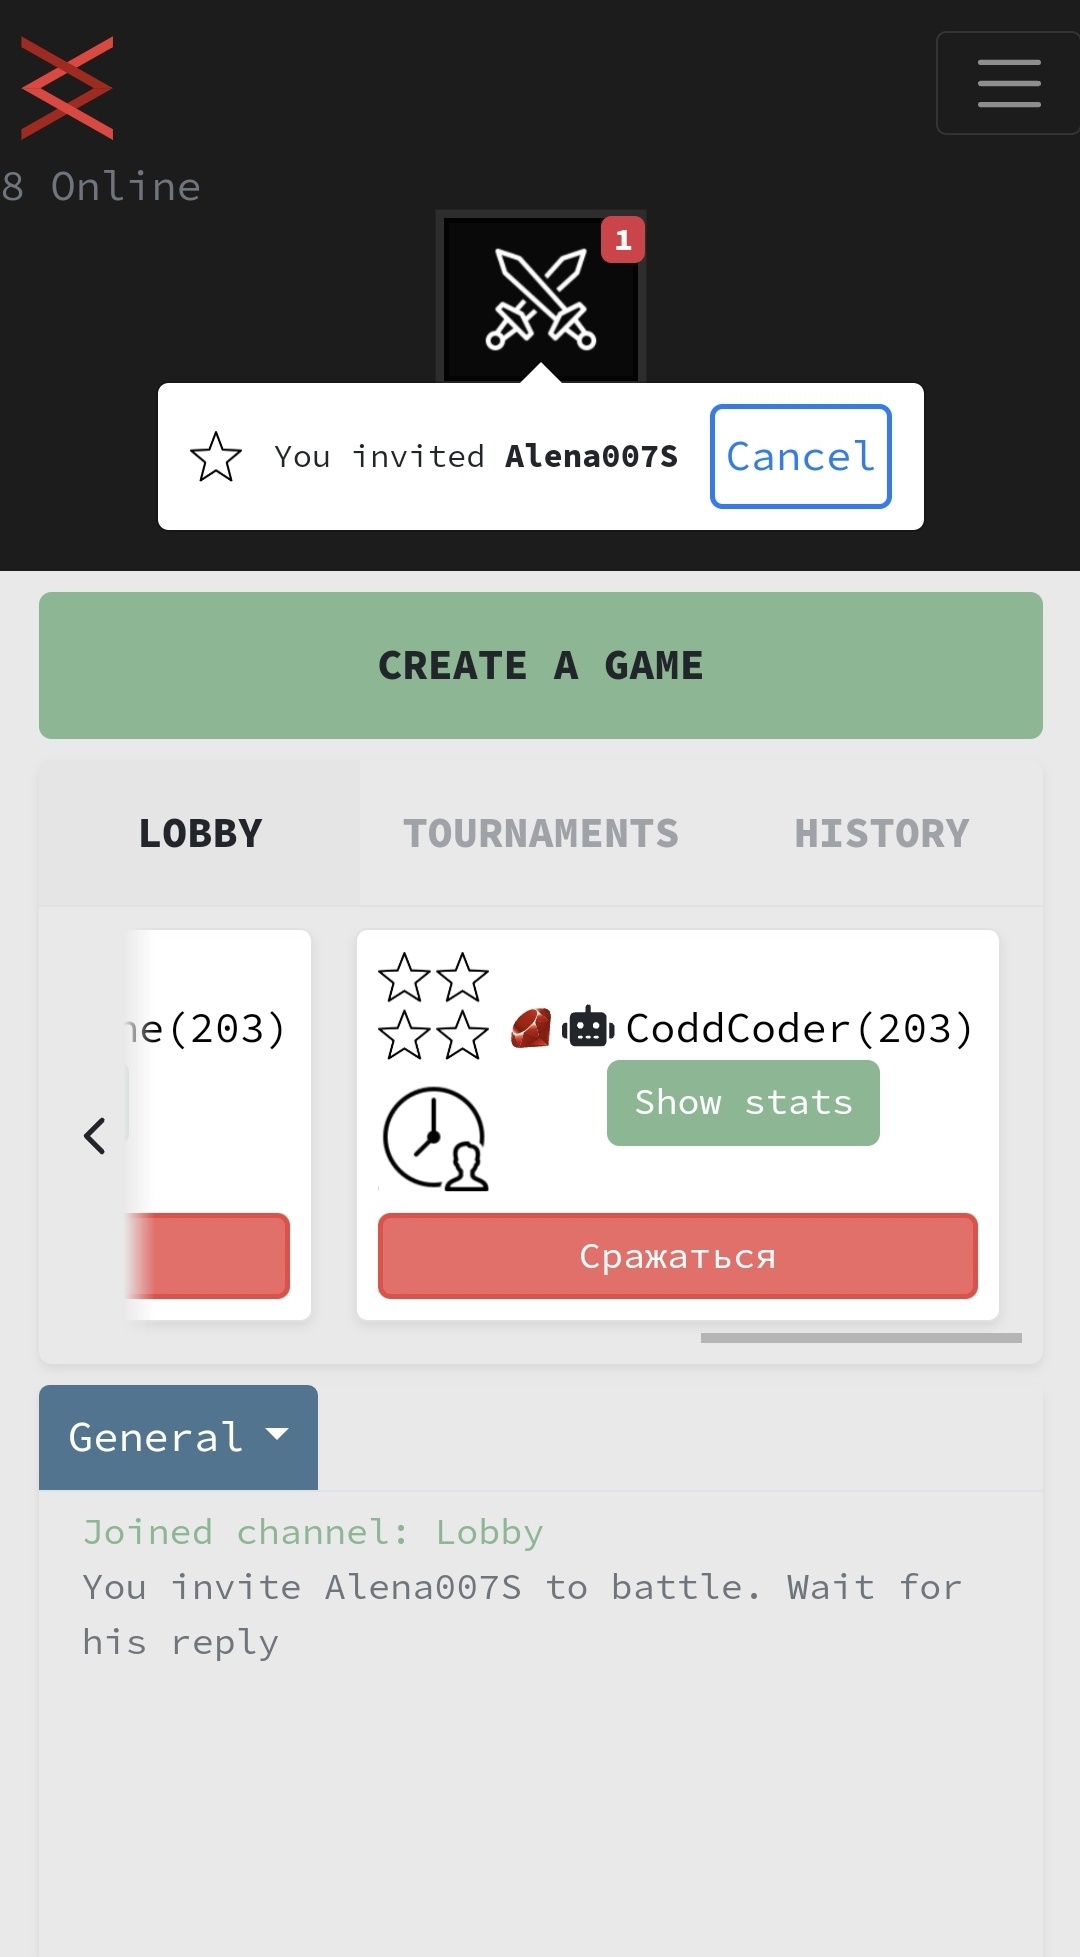 8 Online
1
You invited Alena007S Cancel
CREATE A GAME
LOBBY TOURNAMENTS HISTORY
e(203)
CoddCoder(203)
Show stats
Сражаться
General
Joined channel: Lobby
You invite Alena007S to battle. Wait for
his reply